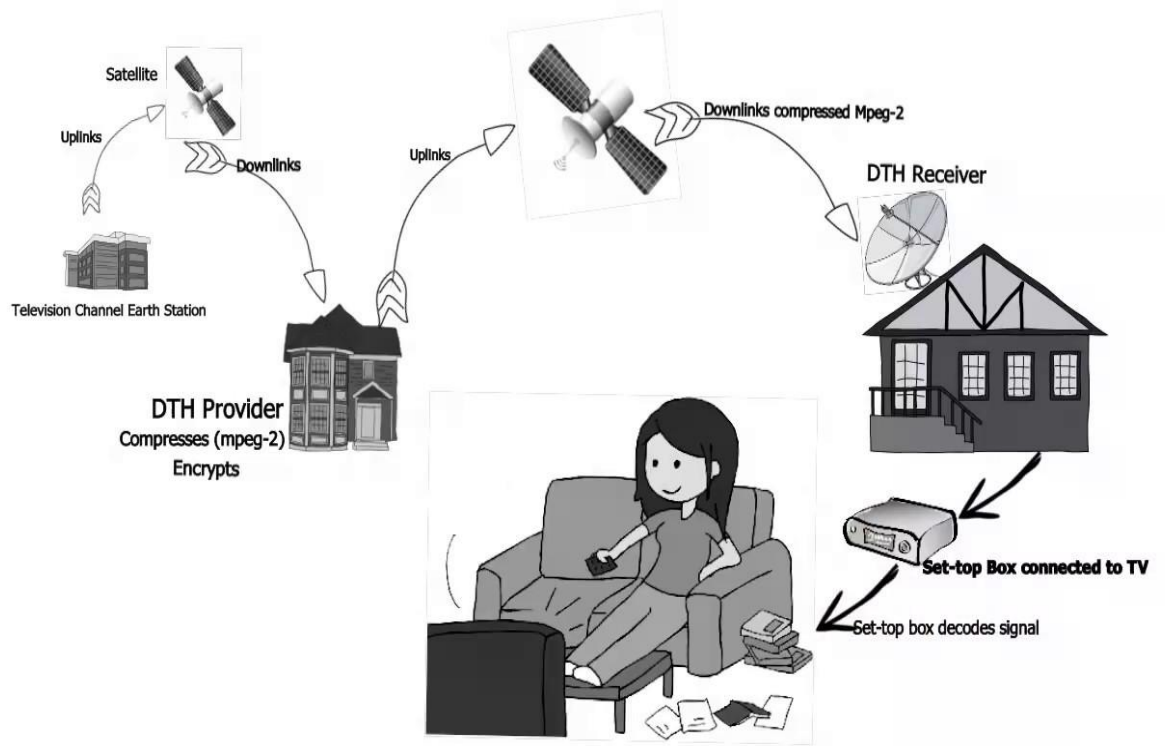 Satellite
Uplinks
Downlinks
Television Channel Earth Station
DTH Provider
Compresses (mpeg-2)
Encrypts
Uplinks
Downlinks compressed Mpeg-2
DTH Receiver
Set-top Box connected to TV
Set-top box decodes signal